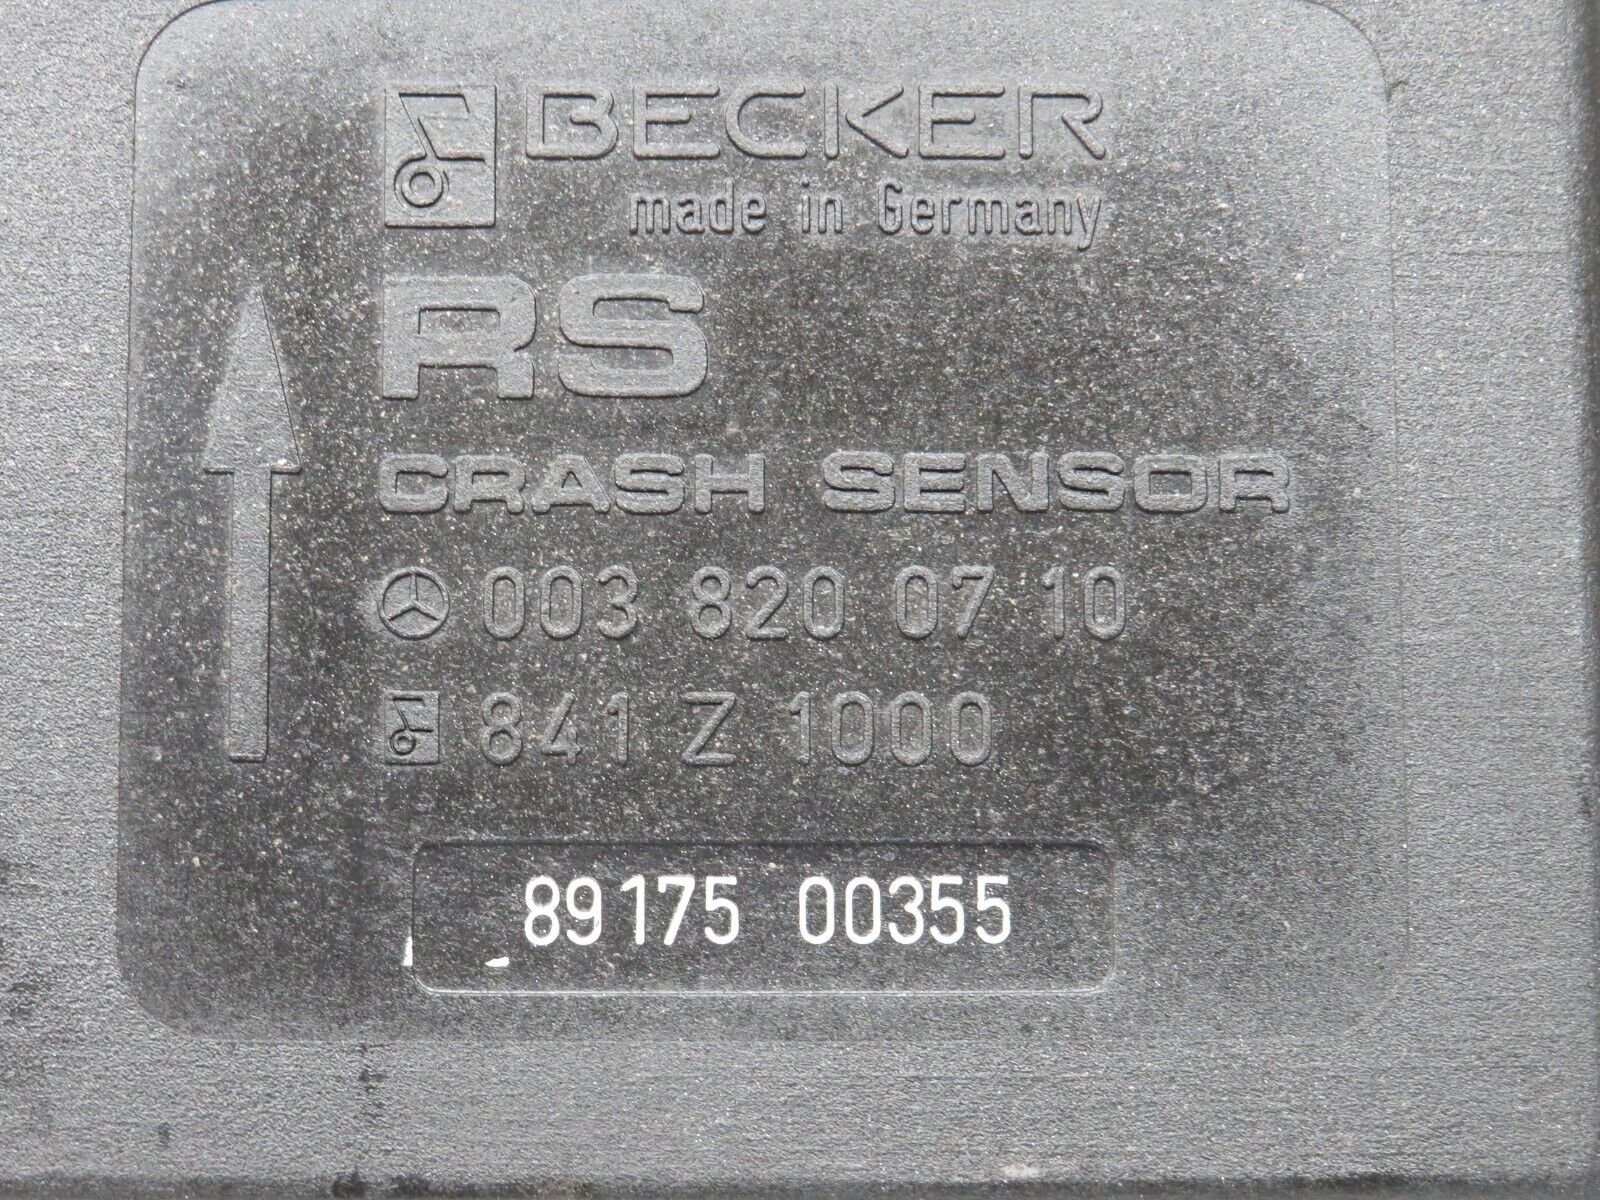 BECKER
made in Germany
RS
CRASH SENSOR
003 820 07 10
841 Z 1000
89175 00355